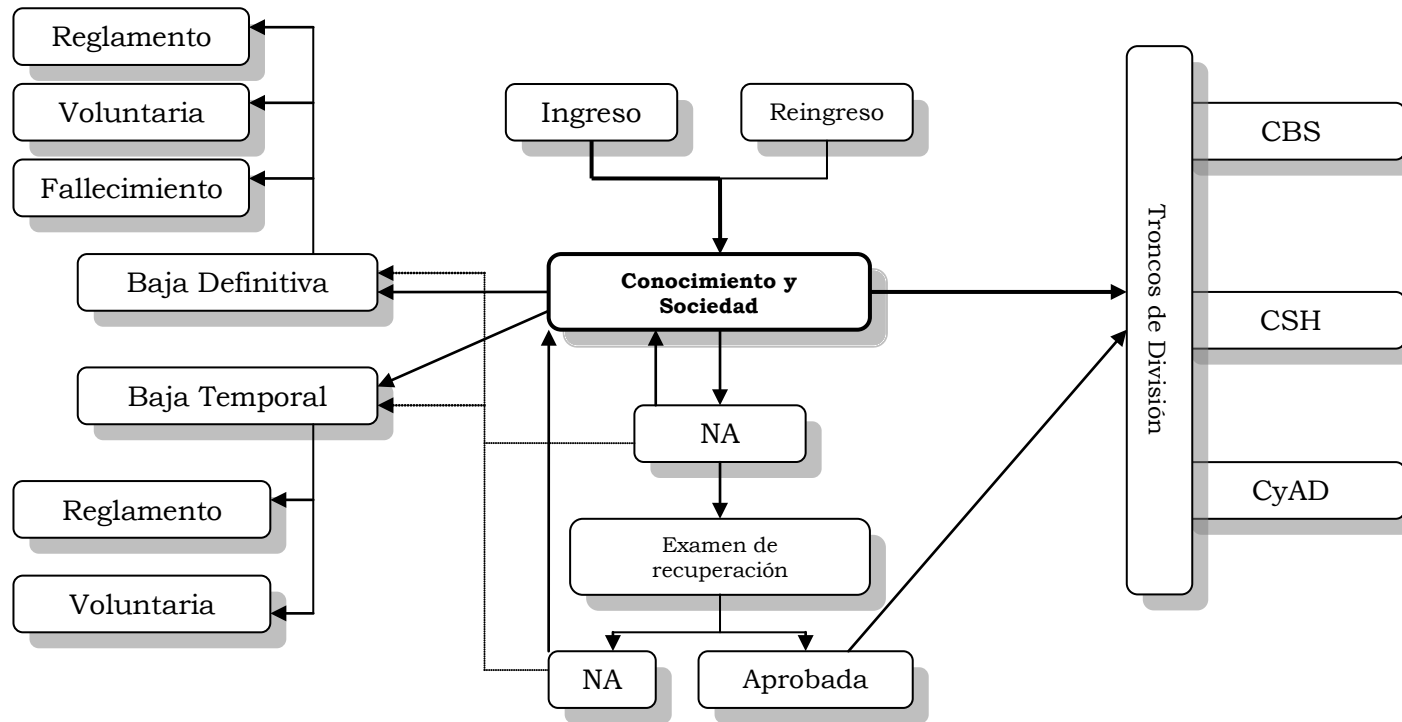 Reglamento
Voluntaria
Fallecimiento
Baja Definitiva
Baja Temporal
Reglamento
Voluntaria
Ingreso
Reingreso
Conocimiento y
Sociedad
NA
Examen de
recuperación
NA
Aprobada
Troncos de División
CBS
CSH
CyAD